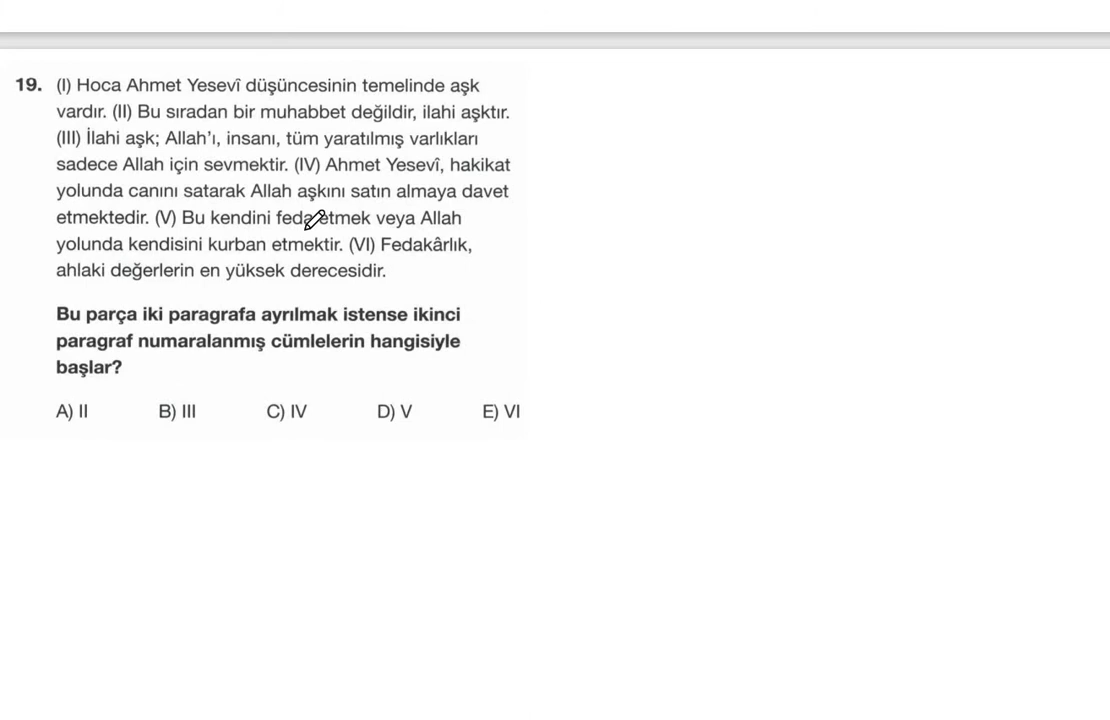 19. (I) Hoca Ahmet Yesevî düşüncesinin temelinde aşk
vardır. (II) Bu sıradan bir muhabbet değildir, ilahi aşktır.
(III) İlahi aşk; Allah’ı, insanı, tüm yaratılmış varlıkları
sadece Allah için sevmektir. (IV) Ahmet Yesevî, hakikat
yolunda canını satarak Allah aşkını satın almaya davet
etmektedir. (V) Bu kendini feda etmek veya Allah
yolunda kendisini kurban etmektir. (VI) Fedakârlık,
ahlaki değerlerin en yüksek derecesidir.
Bu parça iki paragrafa ayrılmak istense ikinci
paragraf numaralanmış cümlelerin hangisiyle
başlar?
A) II B) III C) IV D) V E) VI